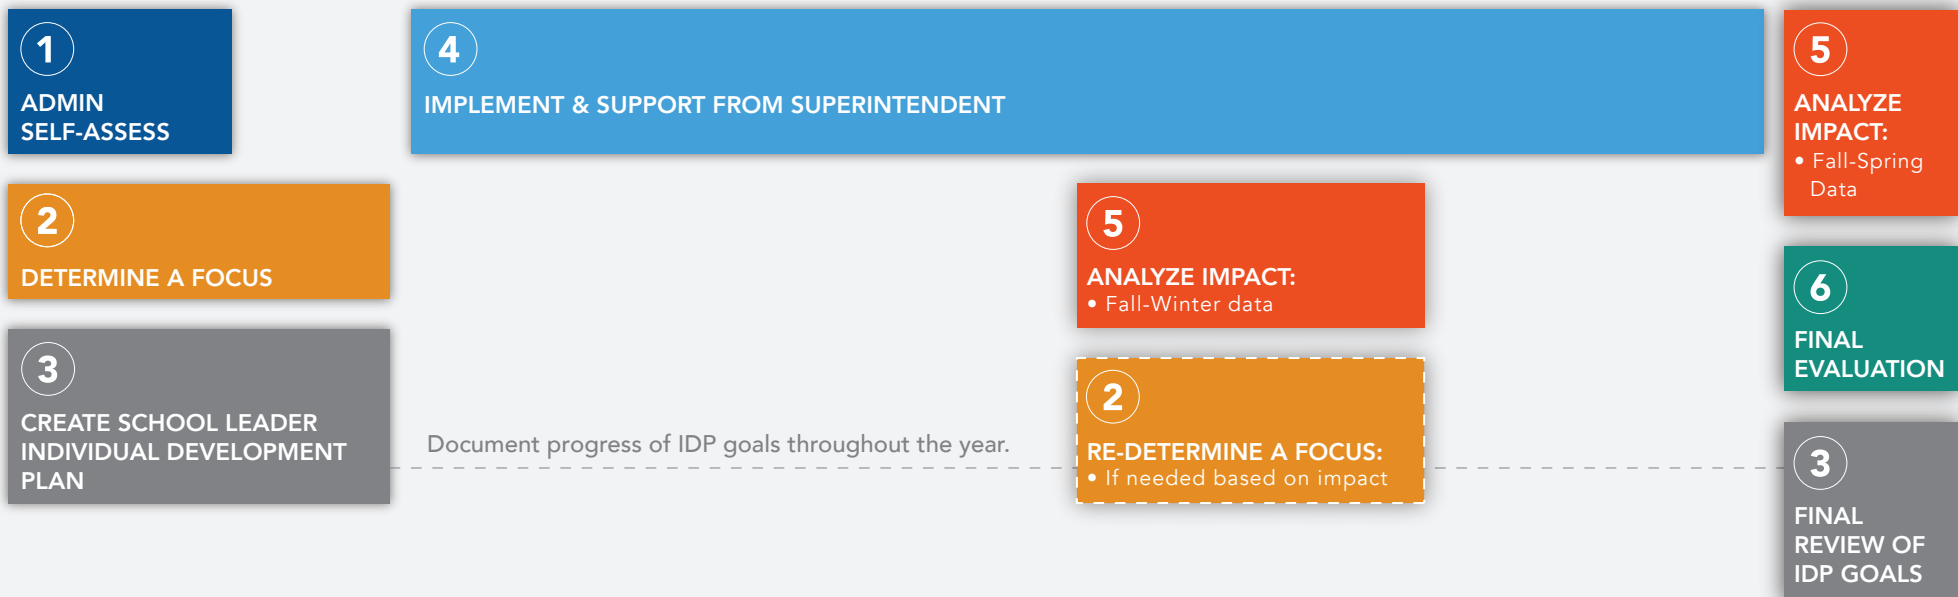 1
ADMIN
SELF-ASSESS
2
DETERMINE A FOCUS
3
CREATE SCHOOL LEADER
INDIVIDUAL DEVELOPMENT
PLAN
4
IMPLEMENT & SUPPORT FROM SUPERINTENDENT
Document progress of IDP goals throughout the year.
5
ANALYZE IMPACT:
• Fall-Winter data
2
RE-DETERMINE A FOCUS:
• If needed based on impact
5
ANALYZE
IMPACT:
• Fall-Spring
Data
6
FINAL
EVALUATION
3
FINAL
REVIEW OF
IDP GOALS